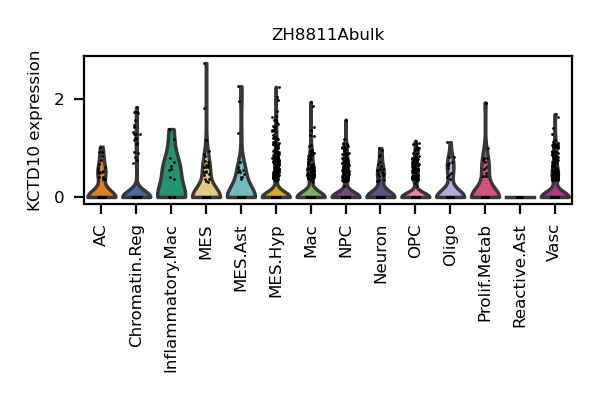 ZH8811Abulk
KCTD10 expression
2
0
AC
Chromatin.Reg
Inflammatory.Mac
MES
MES.Ast
MES.Hyp
Mac
NPC
Neuron
OPC
Oligo
Prolif.Metab
Reactive.Ast
Vasc